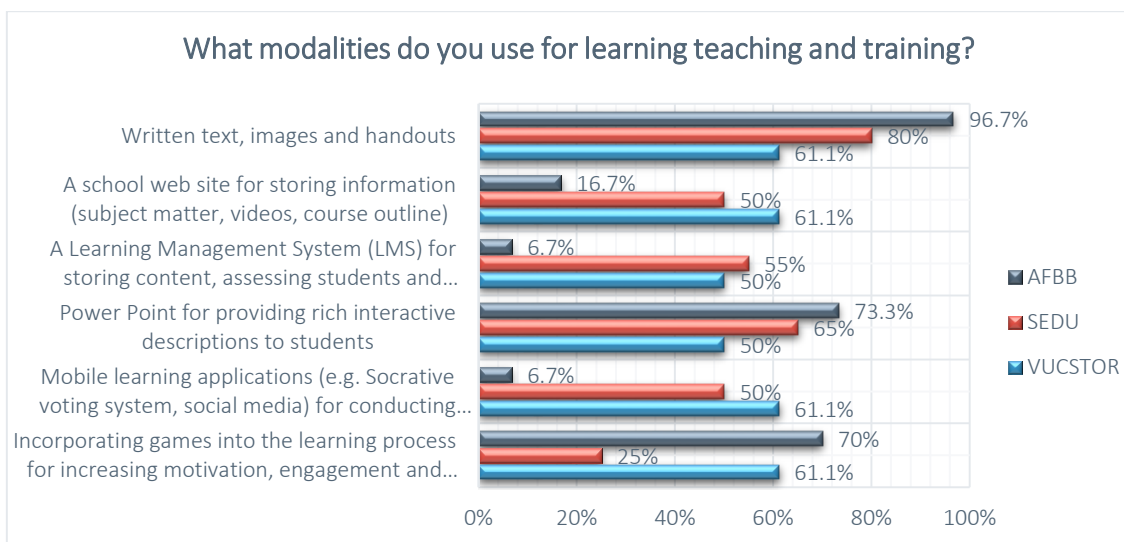 What modalities do you use for learning teaching and training?
Written text, images and handouts
96.7%
80%
61.1%
A school web site for storing information
(subject matter, videos, course outline)
16.7%
50%
61.1%
A Learning Management System (LMS) for
storing content, assessing students and...
6.7%
55%
50%
Power Point for providing rich interactive
descriptions to students
73.3%
65%
50%
Mobile learning applications (e.g. Socrative
voting system, social media) for conducting...
6.7%
50%
61.1%
Incorporating games into the learning process
for increasing motivation, engagement and...
70%
25%
61.1%
0% 20% 40% 60% 80% 100%
AFBB
SEDU
VUCSTOR